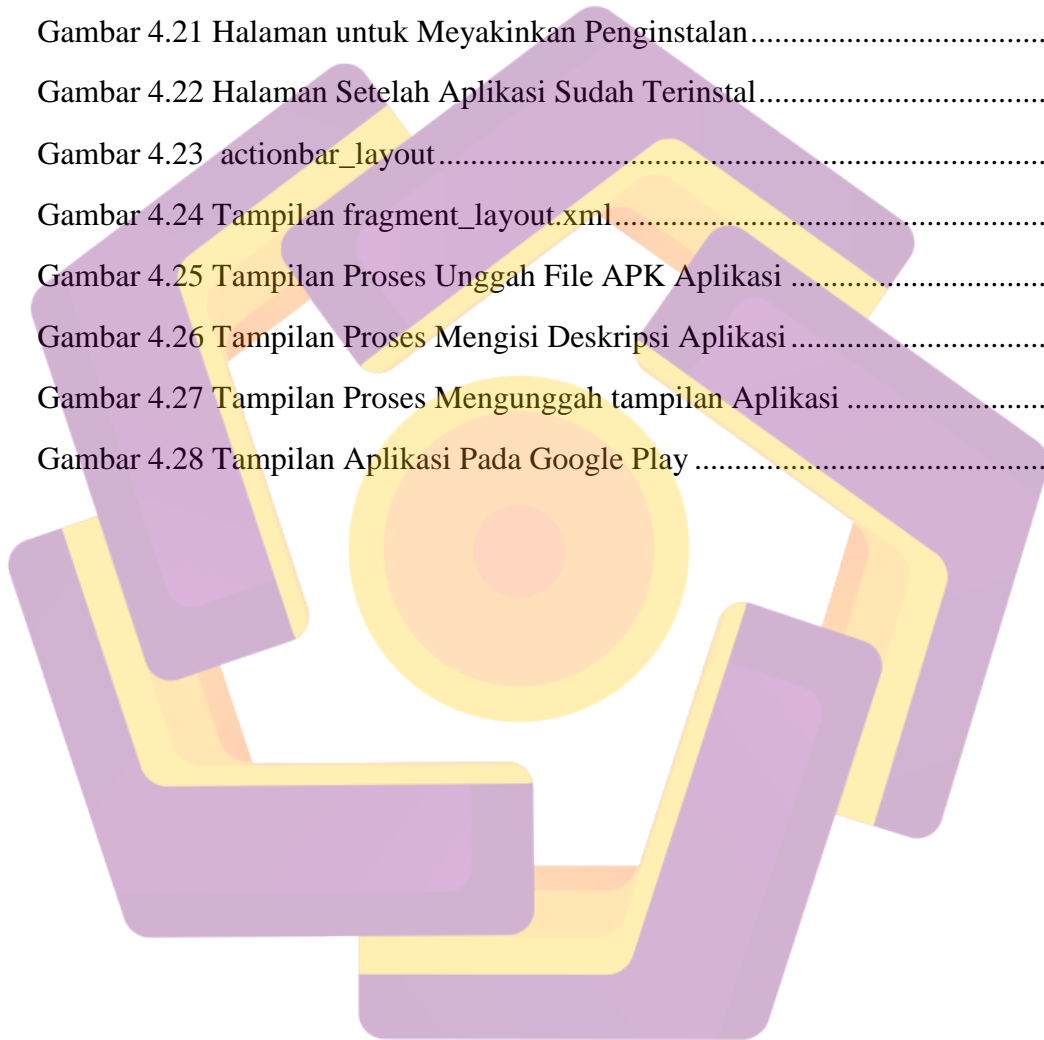 Gambar 4.21 Halaman untuk Meyakinkan Penginstalan........................................
Gambar 4.22 Halaman Setelah Aplikasi Sudah Terinstal.......................................
Gambar 4.23  actionbar_layout................................................................................
Gambar 4.24 Tampilan fragment_layout.xml..........................................................
Gambar 4.25 Tampilan Proses Unggah File APK Aplikasi ...................................
Gambar 4.26 Tampilan Proses Mengisi Deskripsi Aplikasi...................................
Gambar 4.27 Tampilan Proses Mengunggah tampilan Aplikasi ...........................
Gambar 4.28 Tampilan Aplikasi Pada Google Play ..............................................